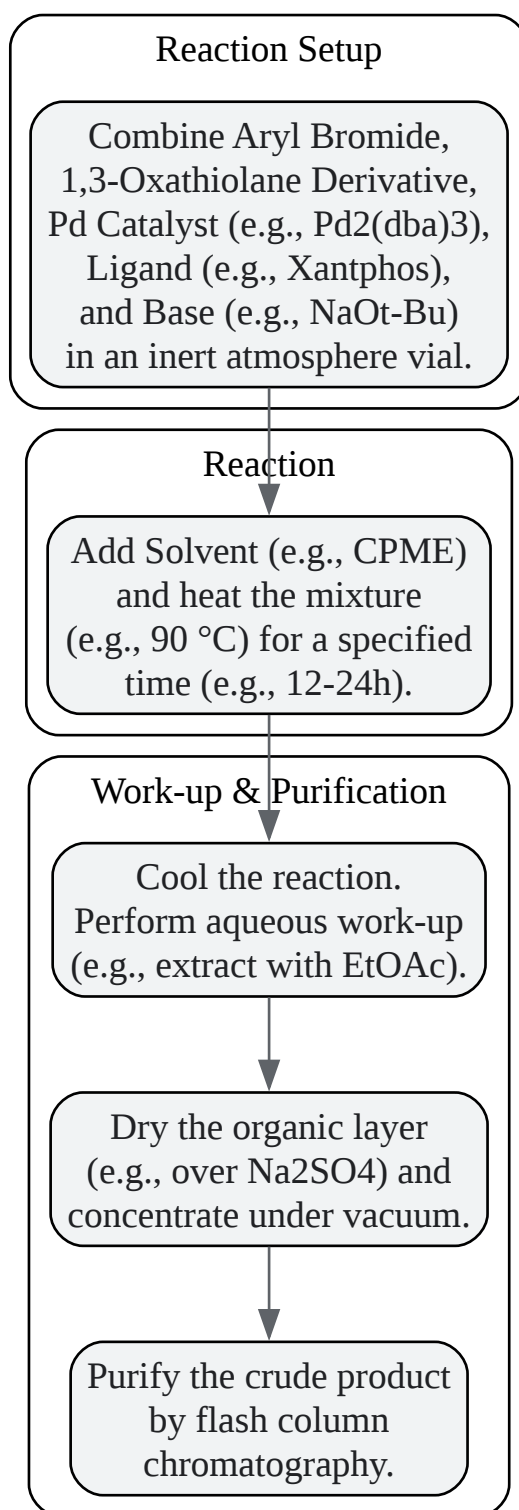 Reaction Setup
Combine Aryl Bromide,
1,3-Oxathiolane Derivative,
Pd Catalyst (e.g., Pd2(dba)3),
Ligand (e.g., Xantphos),
and Base (e.g., NaOt-Bu)
in an inert atmosphere vial.
Reaction
Add Solvent (e.g., CPME)
and heat the mixture
(e.g., 90 °C) for a specified
time (e.g., 12-24h).
Work-up & Purification
Cool the reaction.
Perform aqueous work-up
(e.g., extract with EtOAc).
Dry the organic layer
(e.g., over Na2SO4) and
concentrate under vacuum.
Purify the crude product
by flash column
chromatography.